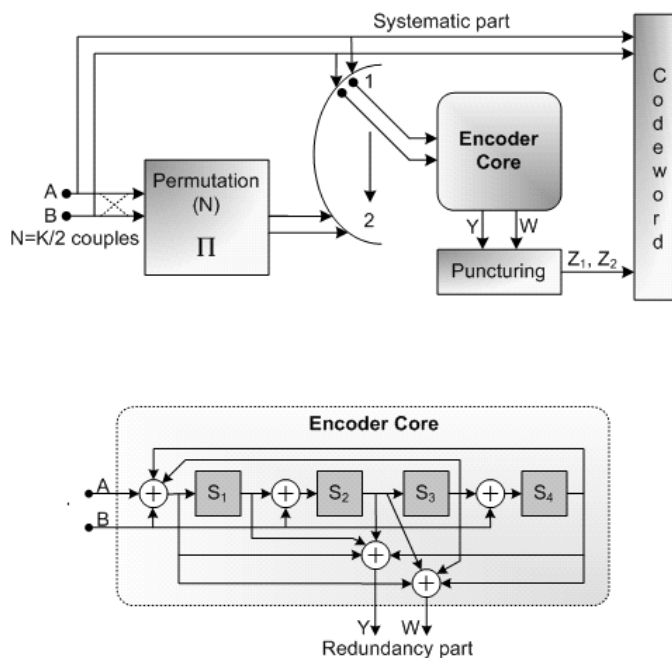 Systematic part
1
Encoder
Core
Codeword
A
B
N=K/2 couples
Permutation
(N)
Π
2
Y
W
Puncturing
Z1, Z2
Encoder Core
A
B
S1
S2
S3
S4
Y
W
Redundancy part